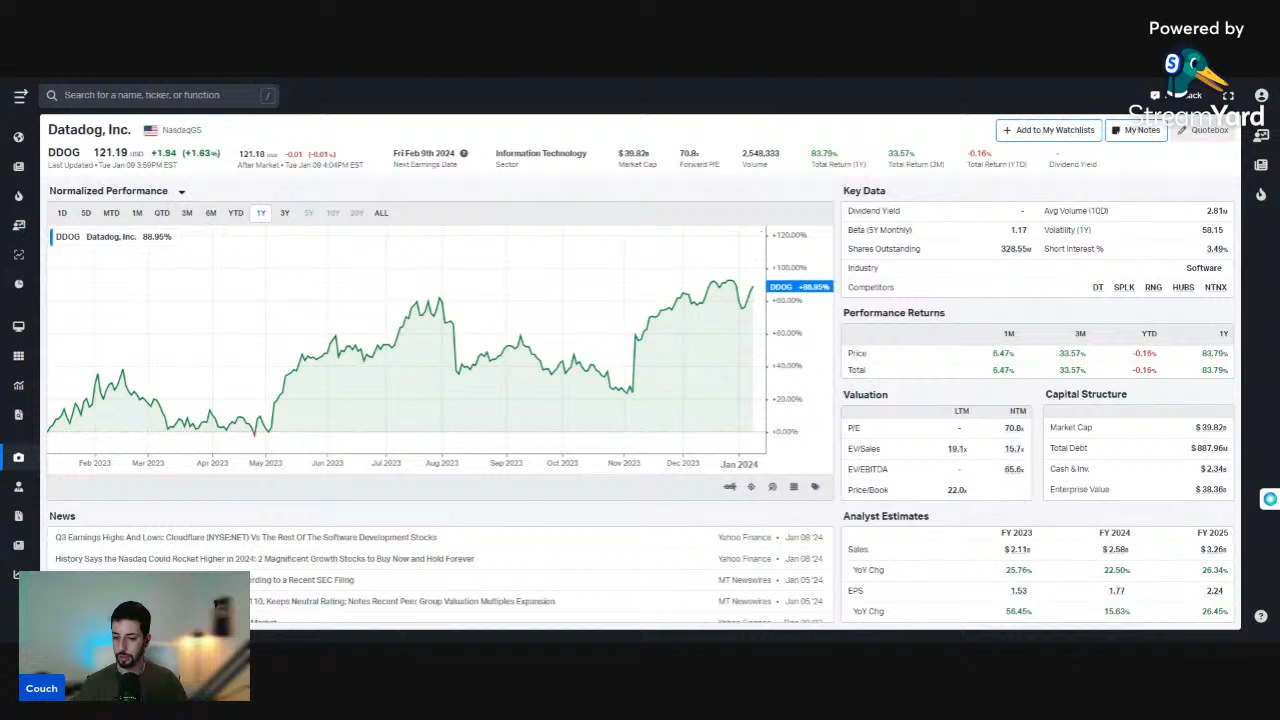 Powered by
StreamYard
Search for a name, ticker, or function /
Datadog, Inc. NasdaqGS
+ Add to My Watchlists My Notes Quotebox
DDOG 121.19 USD +1.94 (+1.63%)
Last Updated • Tue Jan 09 3:59PM EST
121.18 USD -0.01 (-0.01%)
After Market • Tue Jan 09 4:04PM EST
Fri Feb 9th 2024
Next Earnings Date
Information Technology
Sector
$ 39.82B
Market Cap
70.8x
Forward P/E
2,548,333
Volume
83.79%
Total Return (1Y)
33.57%
Total Return (3M)
-0.16%
Total Return (YTD)
-
Dividend Yield
Normalized Performance
1D 5D MTD 1M QTD 3M 6M YTD 1Y 3Y 5Y 10Y 20Y ALL
DDOG Datadog, Inc. 88.95%
+120.00%
+100.00%
DDOG +88.95%
+80.00%
+60.00%
+40.00%
+20.00%
+0.00%
Feb 2023 Mar 2023 Apr 2023 May 2023 Jun 2023 Jul 2023 Aug 2023 Sep 2023 Oct 2023 Nov 2023 Dec 2023 Jan 2024
Key Data
Dividend Yield - Avg Volume (10D) 2.81M
Beta (5Y Monthly) 1.17 Volatility (1Y) 58.15
Shares Outstanding 328.55M Short Interest % 3.49%
Industry Software
Competitors DT SPLK RNG HUBS NTNX
Performance Returns
1M 3M YTD 1Y
Price 6.47% 33.57% -0.16% 83.79%
Total 6.47% 33.57% -0.16% 83.79%
Valuation
LTM NTM
P/E - 70.8x
EV/Sales 19.1x 15.7x
EV/EBITDA - 65.6x
Price/Book 22.0x
Capital Structure
Market Cap $ 39.82B
Total Debt $ 887.96M
Cash & Inv. $ 2.34B
Enterprise Value $ 38.36B
News
Q3 Earnings Highs And Lows: Cloudflare (NYSE:NET) Vs The Rest Of The Software Development Stocks Yahoo Finance • Jan 08 '24
History Says the Nasdaq Could Rocket Higher in 2024: 2 Magnificent Growth Stocks to Buy Now and Hold Forever Yahoo Finance • Jan 08 '24
ording to a Recent SEC Filing MT Newswires • Jan 05 '24
110, Keeps Neutral Rating; Notes Recent Peer Group Valuation Multiples Expansion MT Newswires • Jan 05 '24
Analyst Estimates
FY 2023 FY 2024 FY 2025
Sales $ 2.11B $ 2.58B $ 3.26B
YoY Chg 25.76% 22.50% 26.34%
EPS 1.53 1.77 2.24
YoY Chg 56.45% 15.63% 26.45%
Couch